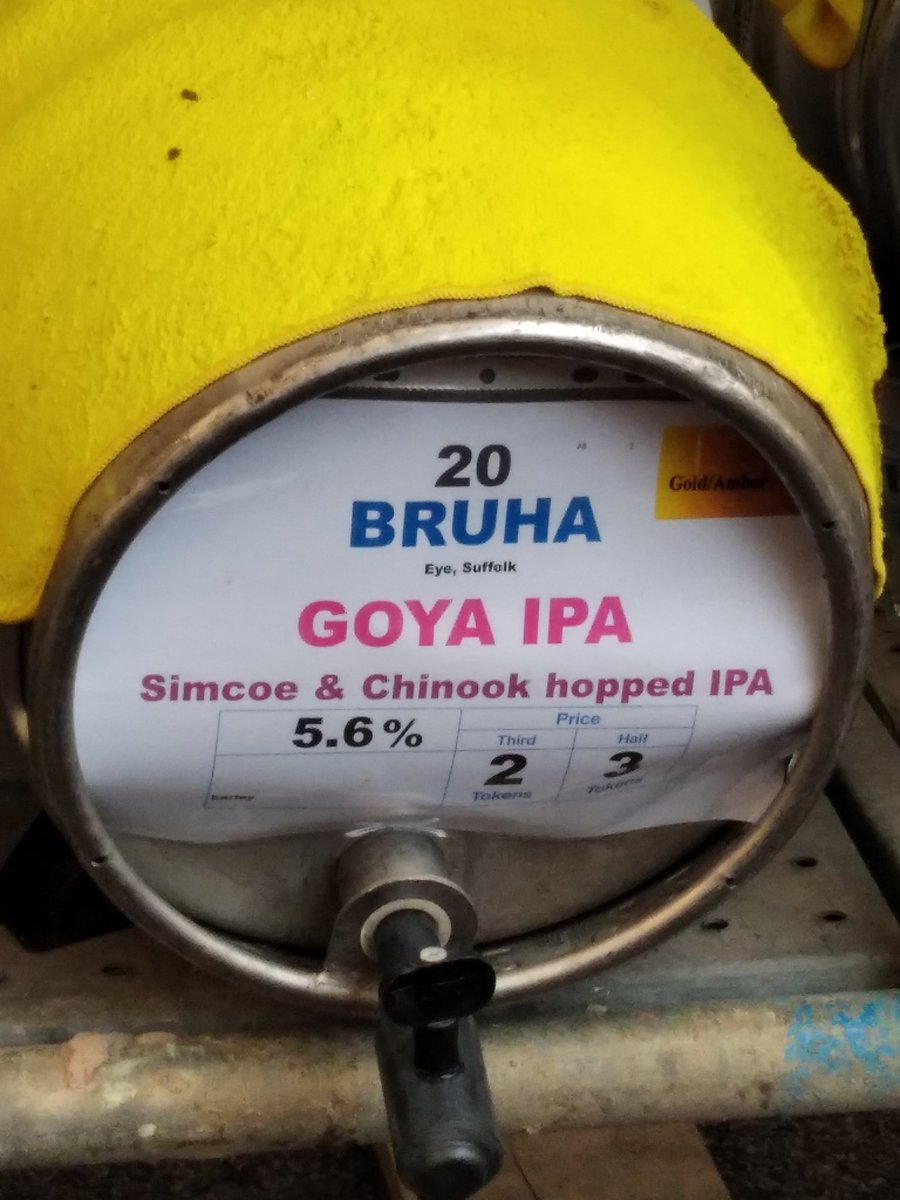 20
Gold/Amber
BRUHA
Eye, Suffolk
GOYA IPA
Simcoe & Chinook hopped IPA
5.6%
Price
Third
Half
2
3
Tokens
Tokens
barley